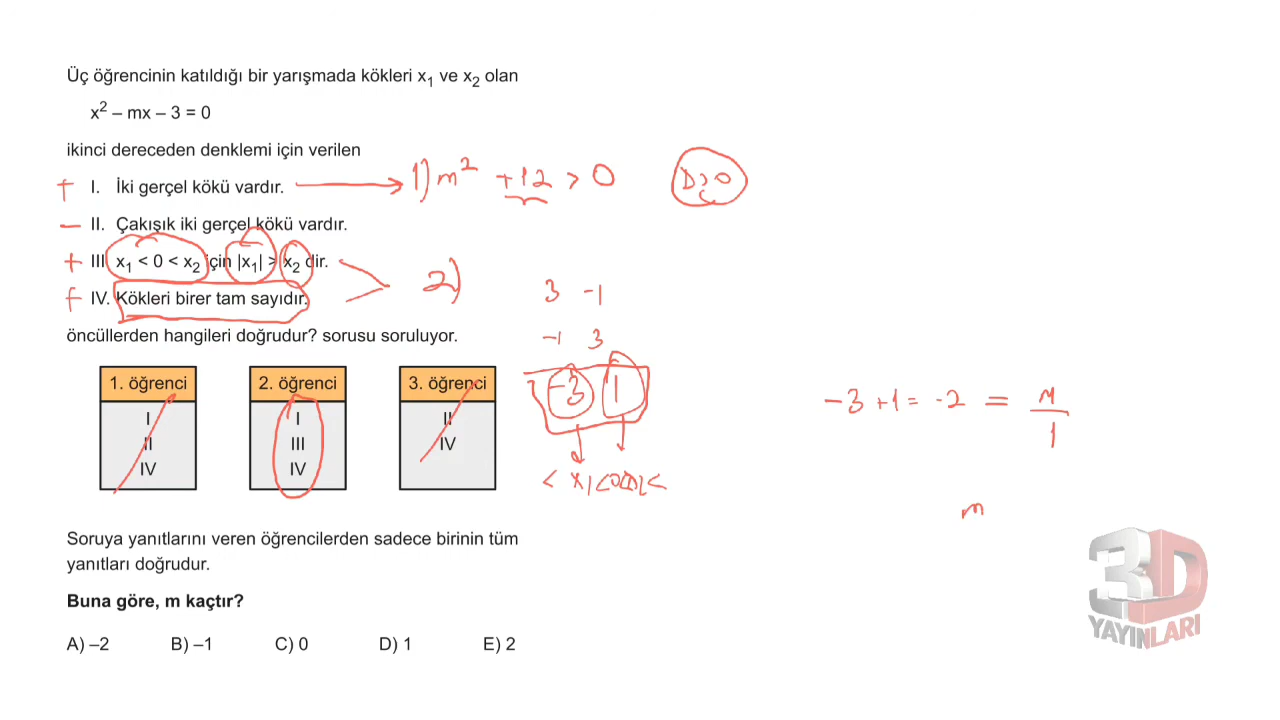 Üç öğrencinin katıldığı bir yarışmada kökleri x₁ ve x₂ olan
x² – mx – 3 = 0
ikinci dereceden denklemi için verilen
+ I. İki gerçel kökü vardır. → 1) m² + 12 > 0 D>0
– II. Çakışık iki gerçel kökü vardır.
+ III. x₁ < 0 < x₂ için |x₁| > x₂ dir.
+ IV. Kökleri birer tam sayıdır.
2)
3 -1
öncüllerden hangileri doğrudur? sorusu soruluyor.
-1 3
1. öğrenci 2. öğrenci 3. öğrenci
-3 1
I I II
II III IV
IV IV
-3 + 1 = -2 = m/1
m
Soruya yanıtlarını veren öğrencilerden sadece birinin tüm
yanıtları doğrudur.
Buna göre, m kaçtır?
A) –2 B) –1 C) 0 D) 1 E) 2
3D
YAYINLARI